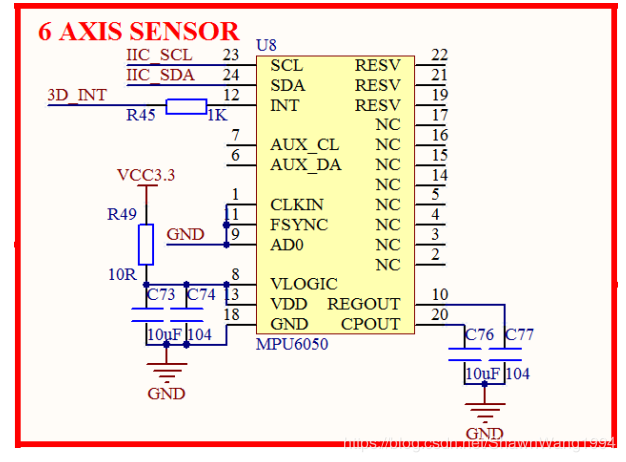 6 AXIS SENSOR
U8
IIC_SCL 23 SCL RESV 22
IIC_SDA 24 SDA RESV 21
3D_INT R45 1K 12 INT RESV 19
NC 17
7 AUX_CL NC 16
6 AUX_DA NC 15
NC 14
VCC3.3
1 CLKIN NC 5
R49 11 FSYNC NC 4
GND 9 AD0 NC 3
NC 2
10R
8 VLOGIC
C73 C74 13 VDD REGOUT 10
10uF 104 18 GND CPOUT 20
MPU6050
C76 C77
10uF 104
GND
GND
https://blog.csdn.net/ShawnWang1994